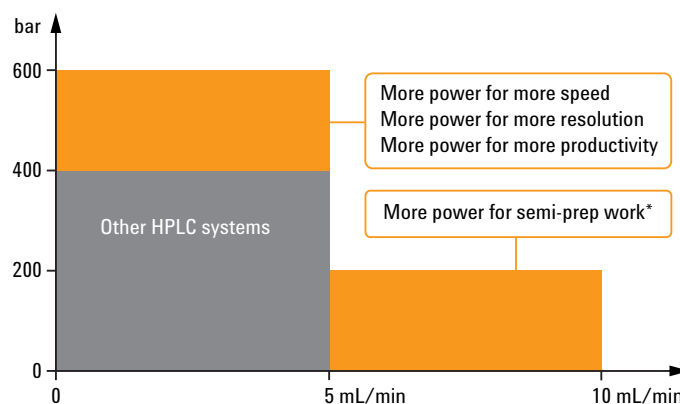 bar
600
More power for more speed
More power for more resolution
More power for more productivity
400
More power for semi-prep work*
Other HPLC systems
200
0
0
5 mL/min
10 mL/min